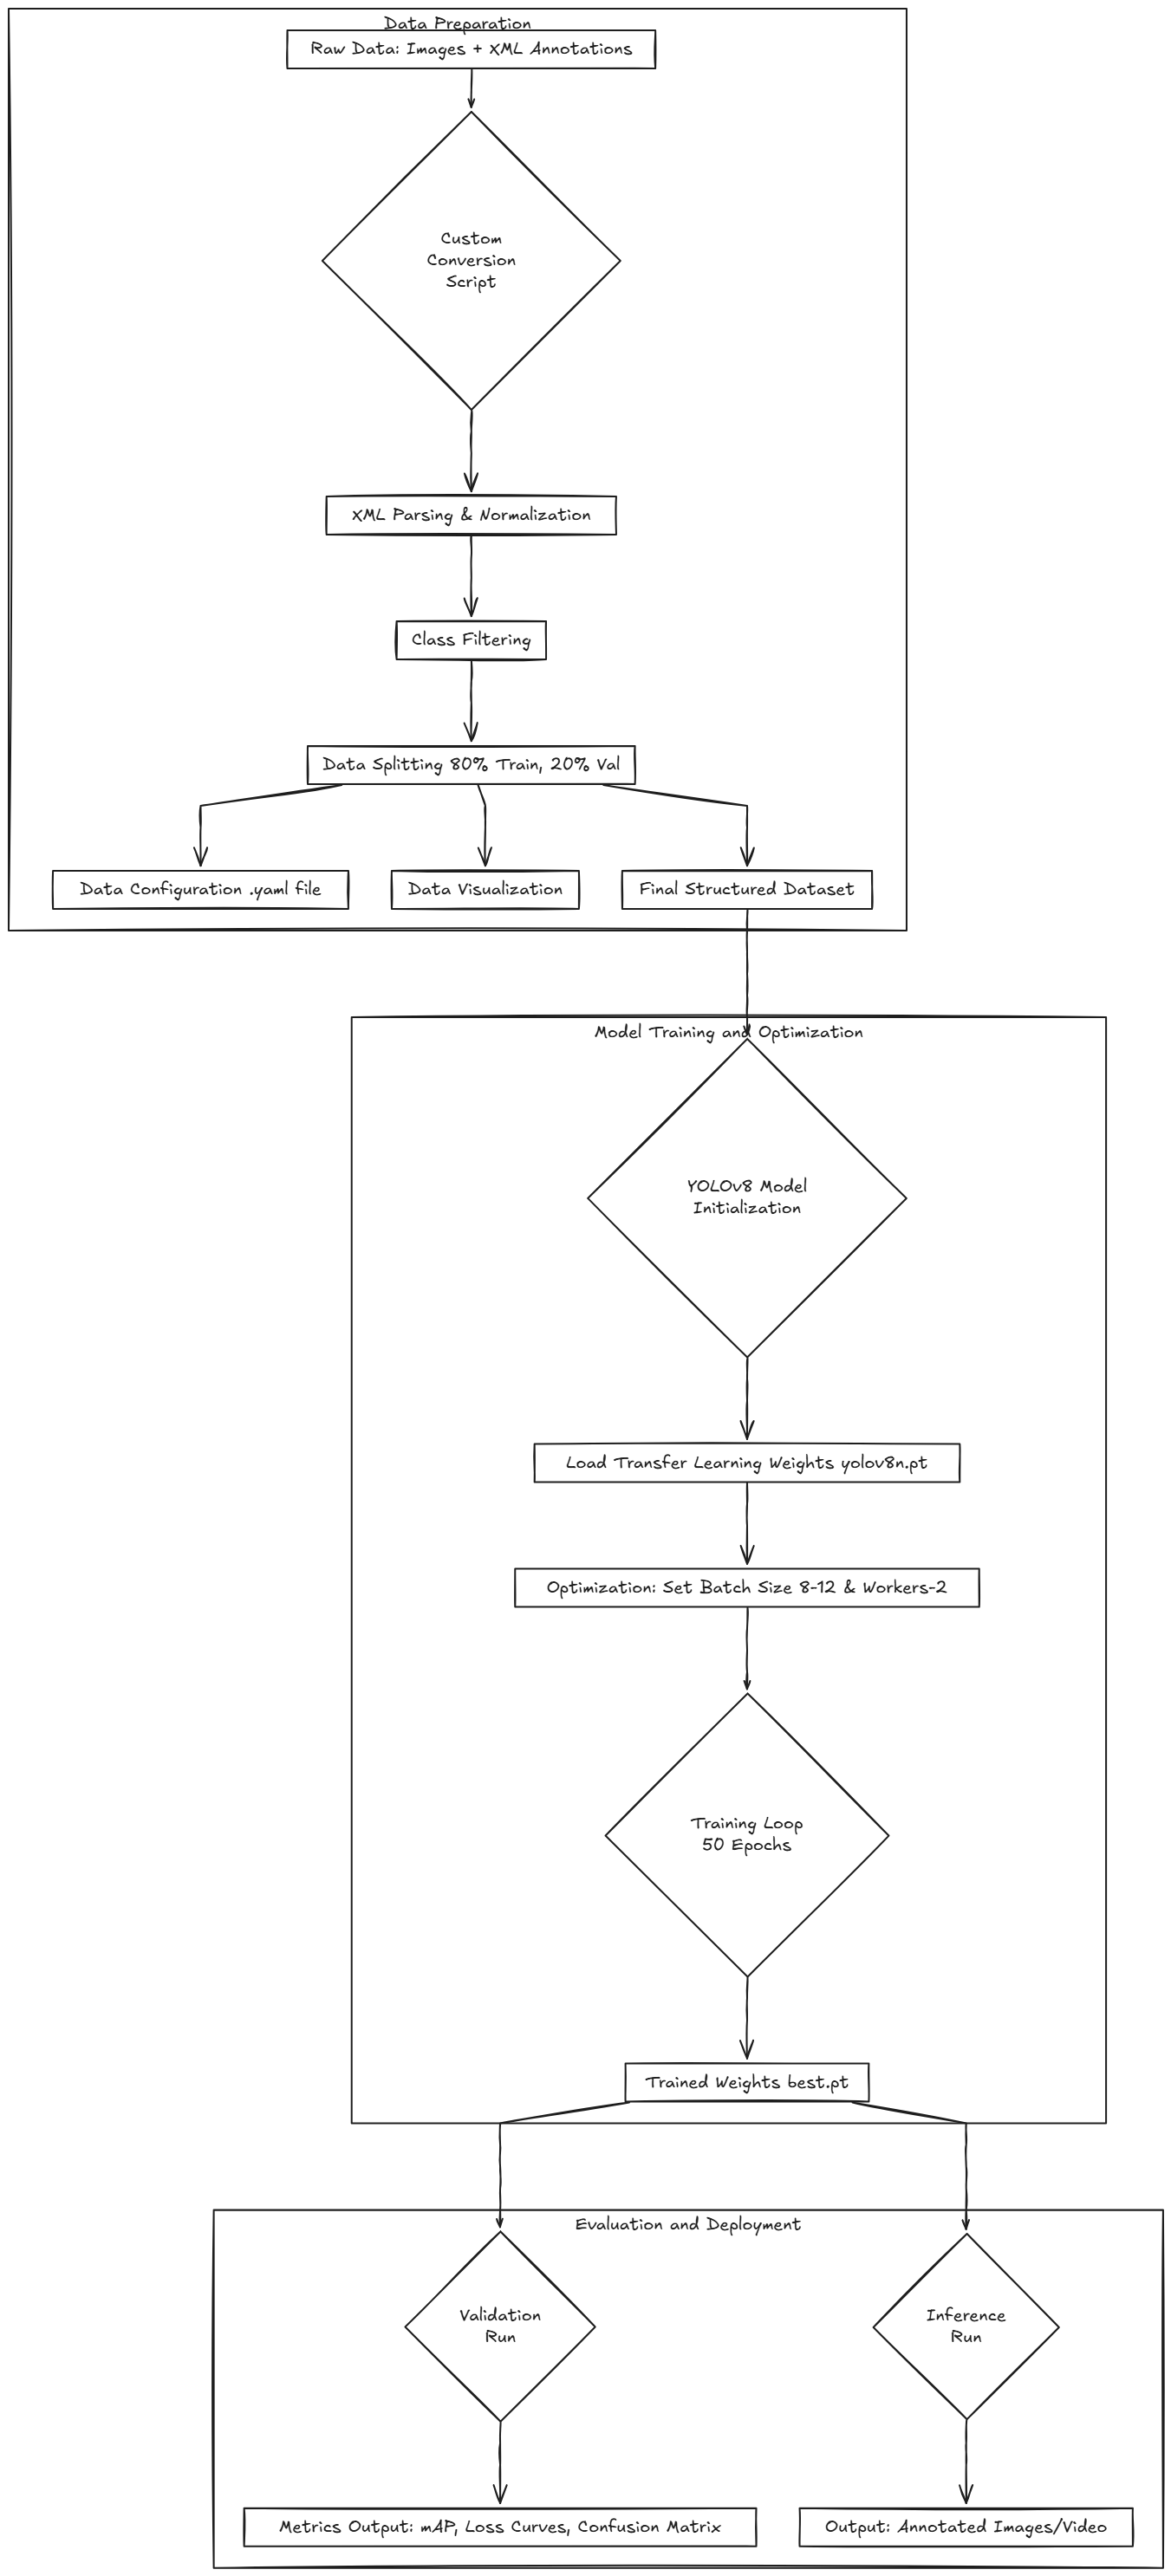 Data Preparation
Raw Data: Images + XML Annotations
Custom
Conversion
Script
XML Parsing & Normalization
Class Filtering
Data Splitting 80% Train, 20% Val
Data Configuration .yaml file
Data Visualization
Final Structured Dataset
Model Training and Optimization
YOLOv8 Model
Initialization
Load Transfer Learning Weights yolov8n.pt
Optimization: Set Batch Size 8-12 & Workers-2
Training Loop
50 Epochs
Trained Weights best.pt
Evaluation and Deployment
Validation
Run
Inference
Run
Metrics Output: mAP, Loss Curves, Confusion Matrix
Output: Annotated Images/Video